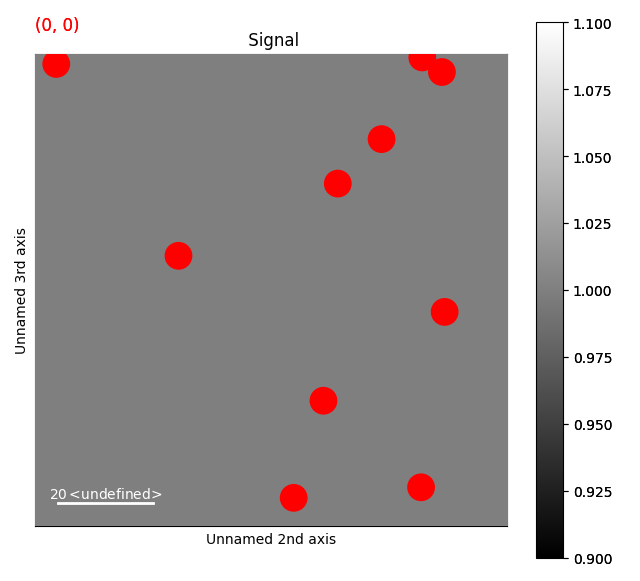 (0, 0)
Signal
1.100
1.075
1.050
1.025
1.000
0.975
0.950
0.925
0.900
Unnamed 3rd axis
20 <undefined>
Unnamed 2nd axis